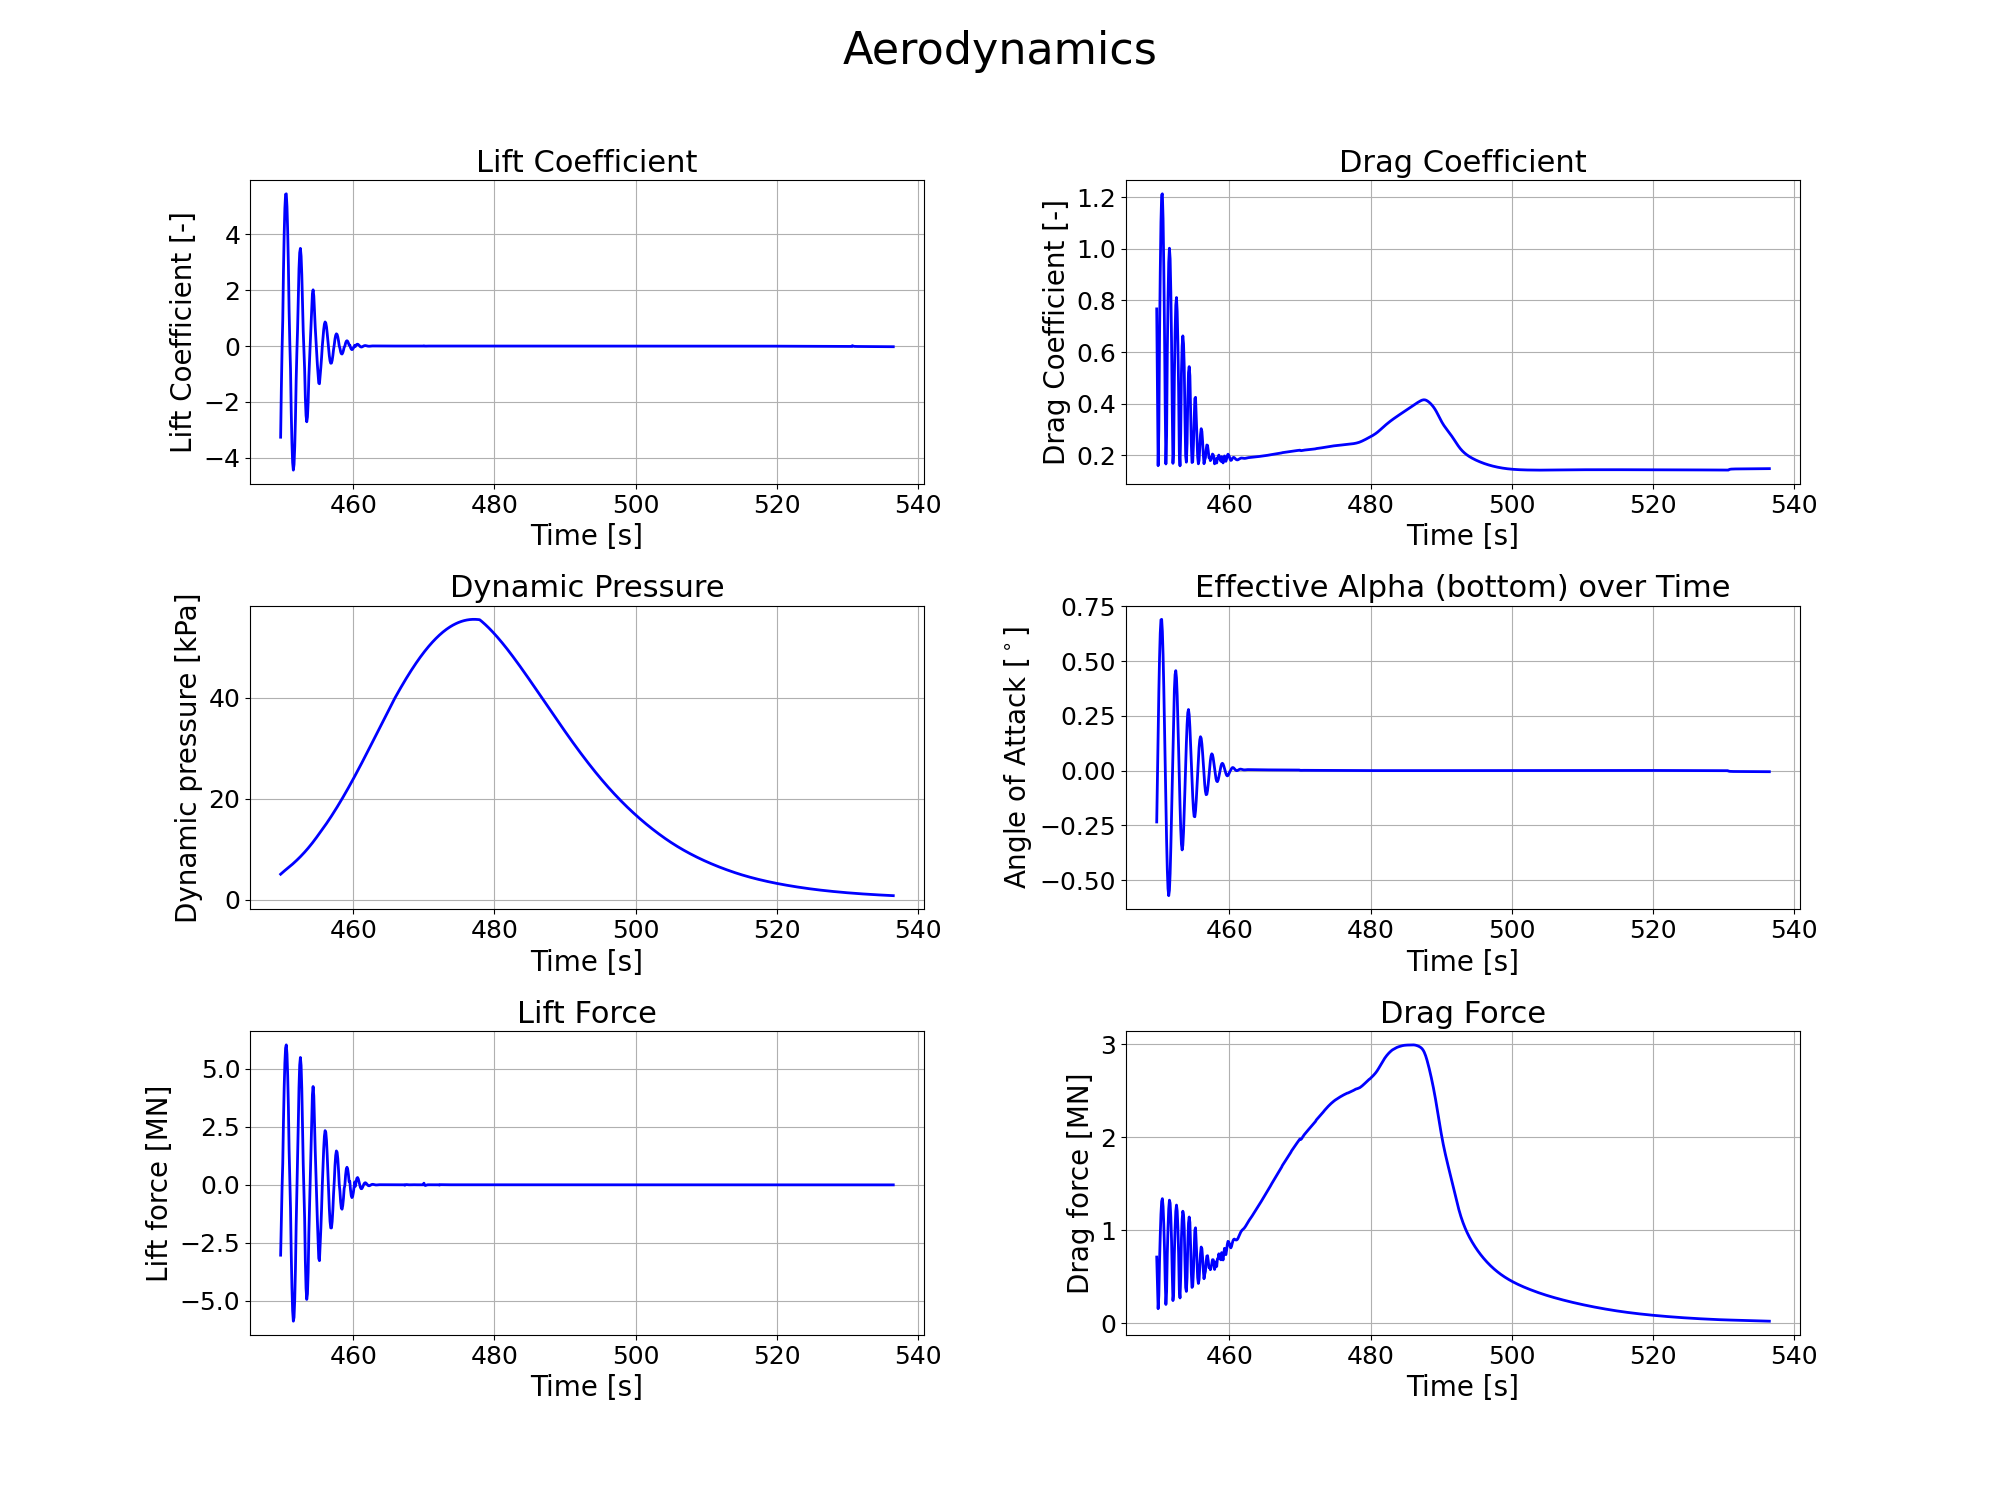 Aerodynamics
Lift Coefficient
Lift Coefficient [-]
4
2
0
−2
−4
460 480 500 520 540
Time [s]
Drag Coefficient
Drag Coefficient [-]
1.2
1.0
0.8
0.6
0.4
0.2
460 480 500 520 540
Time [s]
Dynamic Pressure
Dynamic pressure [kPa]
40
20
0
460 480 500 520 540
Time [s]
Effective Alpha (bottom) over Time
Angle of Attack [°]
0.75
0.50
0.25
0.00
−0.25
−0.50
460 480 500 520 540
Time [s]
Lift Force
Lift force [MN]
5.0
2.5
0.0
−2.5
−5.0
460 480 500 520 540
Time [s]
Drag Force
Drag force [MN]
3
2
1
0
460 480 500 520 540
Time [s]